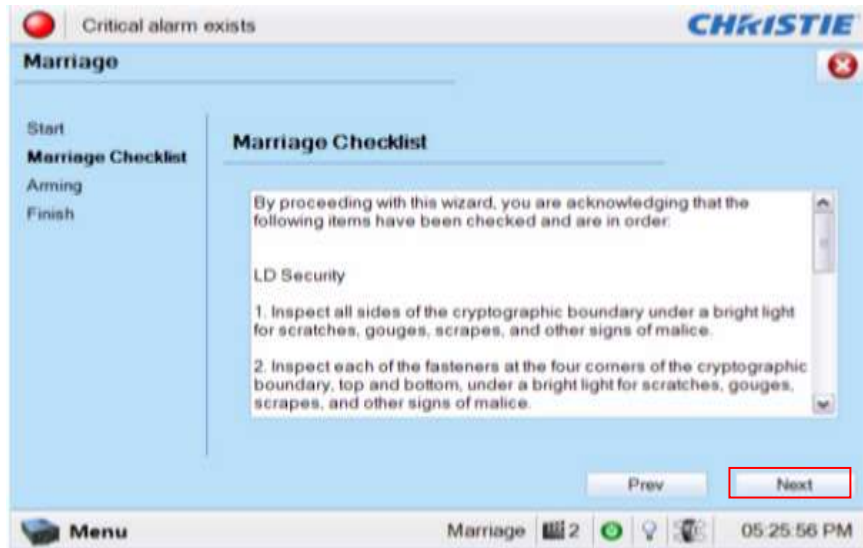 Critical alarm exists
CHRISTIE
Marriage
Start
Marriage Checklist
Arming
Finish
Marriage Checklist
By proceeding with this wizard, you are acknowledging that the
following items have been checked and are in order:
LD Security
1. Inspect all sides of the cryptographic boundary under a bright light
for scratches, gouges, scrapes, and other signs of malice.
2. Inspect each of the fasteners at the four corners of the cryptographic
boundary, top and bottom, under a bright light for scratches, gouges,
scrapes, and other signs of malice.
Prev
Next
Menu
Marriage
2
05:25:56 PM